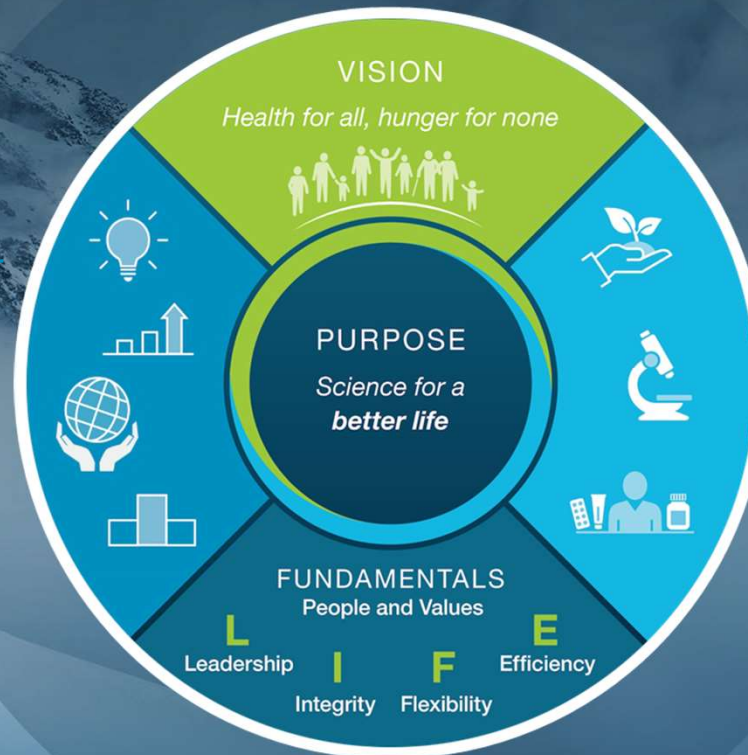 VISION
Health for all, hunger for none
PURPOSE
Science for a
better life
FUNDAMENTALS
People and Values
L I F E
Leadership Integrity Flexibility Efficiency